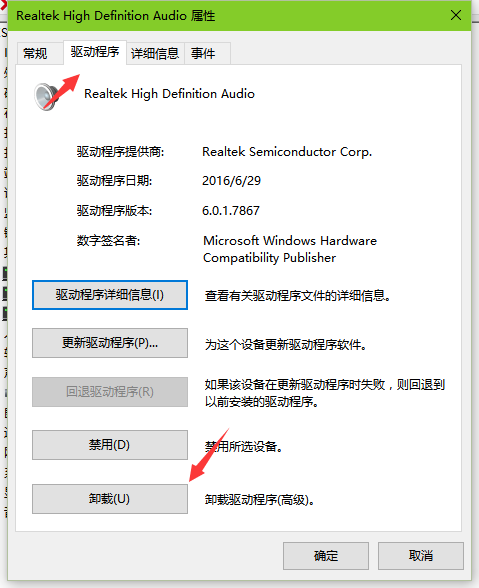 Realtek High Definition Audio 属性
常规 驱动程序 详细信息 事件
Realtek High Definition Audio
驱动程序提供商: Realtek Semiconductor Corp.
驱动程序日期: 2016/6/29
驱动程序版本: 6.0.1.7867
数字签名者: Microsoft Windows Hardware
Compatibility Publisher
驱动程序详细信息(I) 查看有关驱动程序文件的详细信息。
更新驱动程序(P)... 为这个设备更新驱动程序软件。
回退驱动程序(R) 如果该设备在更新驱动程序时失败，则回退到
以前安装的驱动程序。
禁用(D) 禁用所选设备。
卸载(U) 卸载驱动程序(高级)。
确定 取消